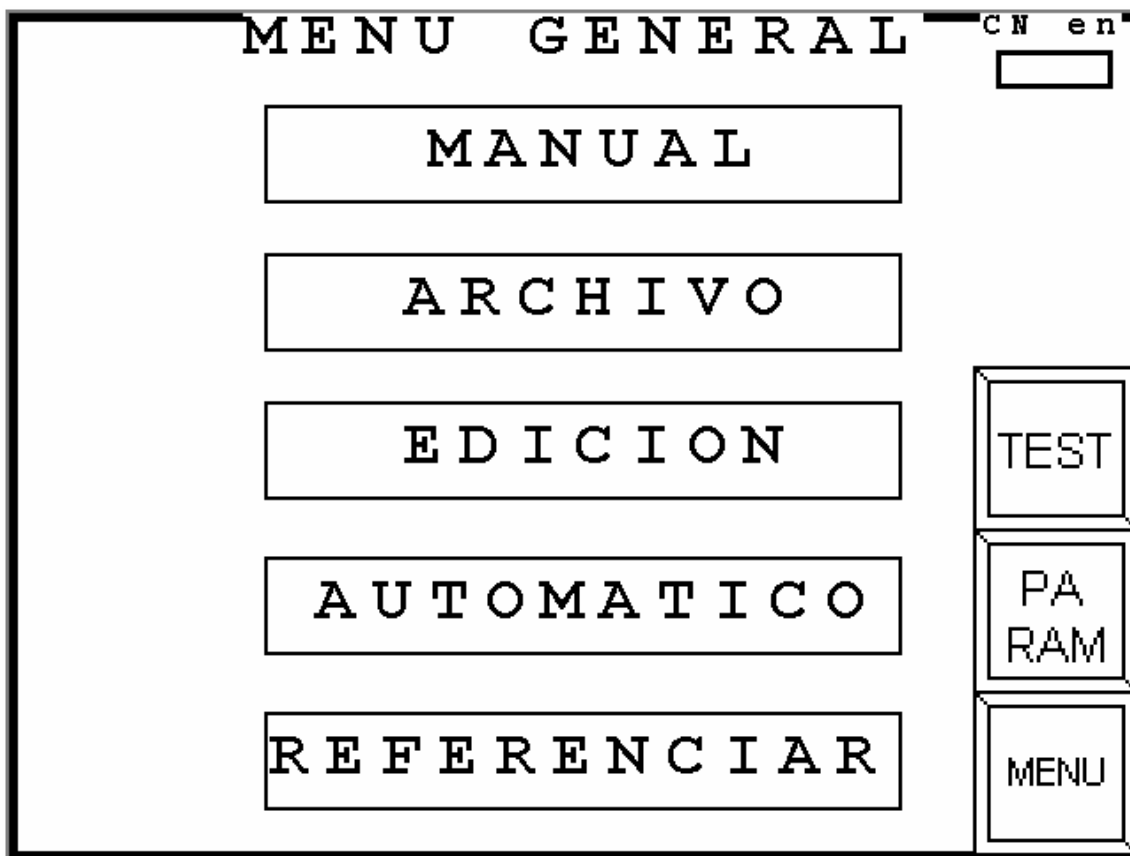 MENU GENERAL
CN en
MANUAL
ARCHIVO
EDICION
TEST
AUTOMATICO
PA
RAM
REFERENCIAR
MENU